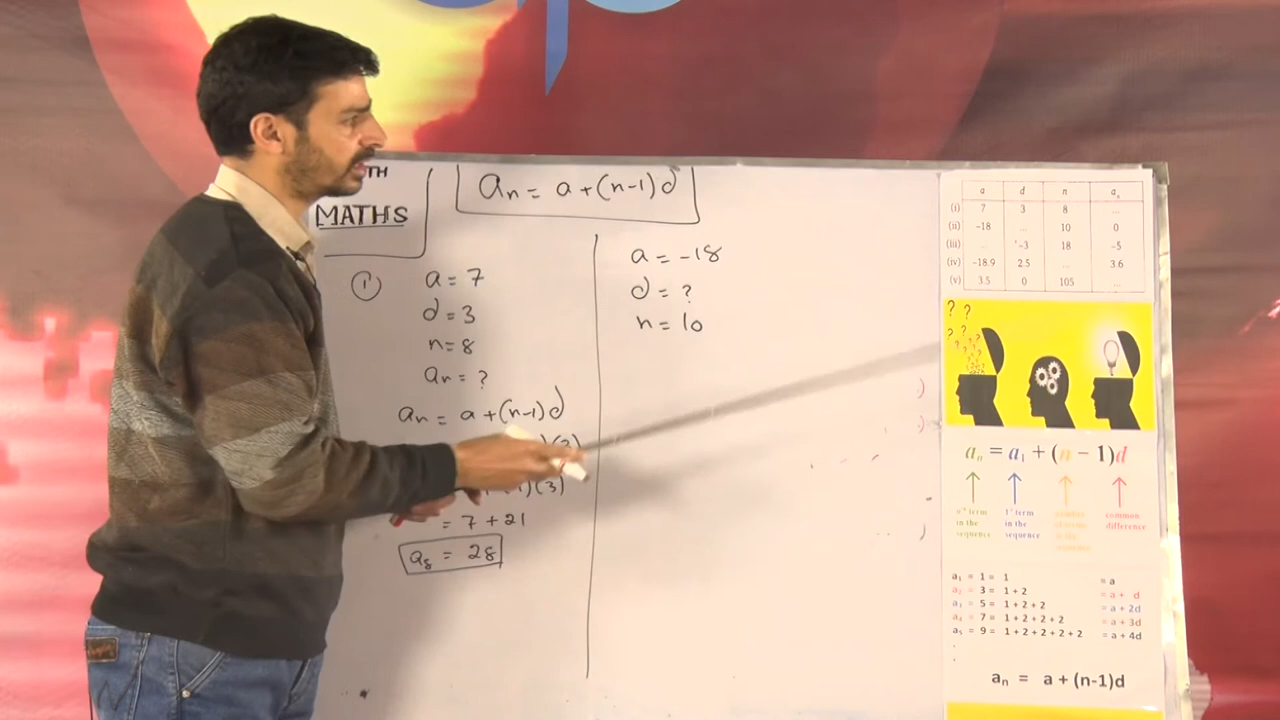 TH
MATHS
an = a + (n-1)d
①
a = 7
d = 3
n = 8
an = ?
an = a + (n-1)d
)(3)
1)(3)
= 7 + 21
a8 = 28
a = -18
d = ?
n = 10
a d n an
(i) 7 3 8 ...
(ii) -18 ... 10 0
(iii) ... -3 18 -5
(iv) -18.9 2.5 ... 3.6
(v) 3.5 0 105 ...
? ?
an = a1 + (n − 1)d
nth term in the sequence
1st term in the sequence
common difference
a1 = 1 = 1 = a
a2 = 3 = 1 + 2 = a + d
a3 = 5 = 1 + 2 + 2 = a + 2d
a4 = 7 = 1 + 2 + 2 + 2 = a + 3d
a5 = 9 = 1 + 2 + 2 + 2 + 2 = a + 4d
.
.
an = a + (n-1)d